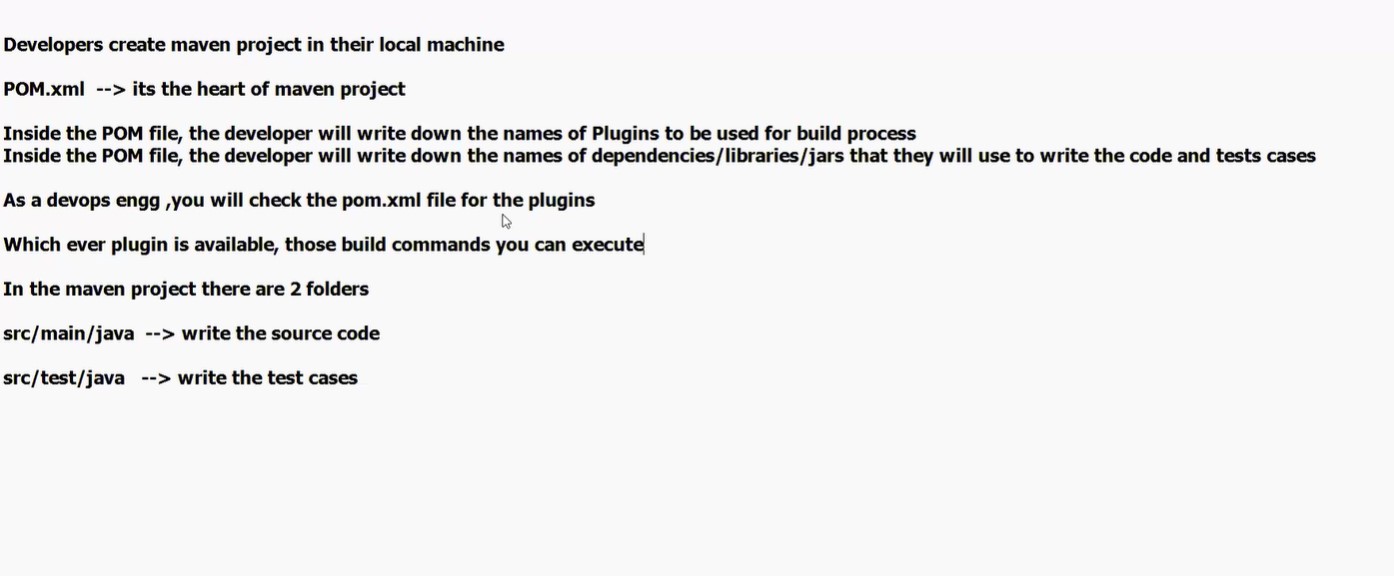 Developers create maven project in their local machine
POM.xml --> its the heart of maven project
Inside the POM file, the developer will write down the names of Plugins to be used for build process
Inside the POM file, the developer will write down the names of dependencies/libraries/jars that they will use to write the code and tests cases
As a devops engg ,you will check the pom.xml file for the plugins
Which ever plugin is available, those build commands you can execute
In the maven project there are 2 folders
src/main/java --> write the source code
src/test/java --> write the test cases